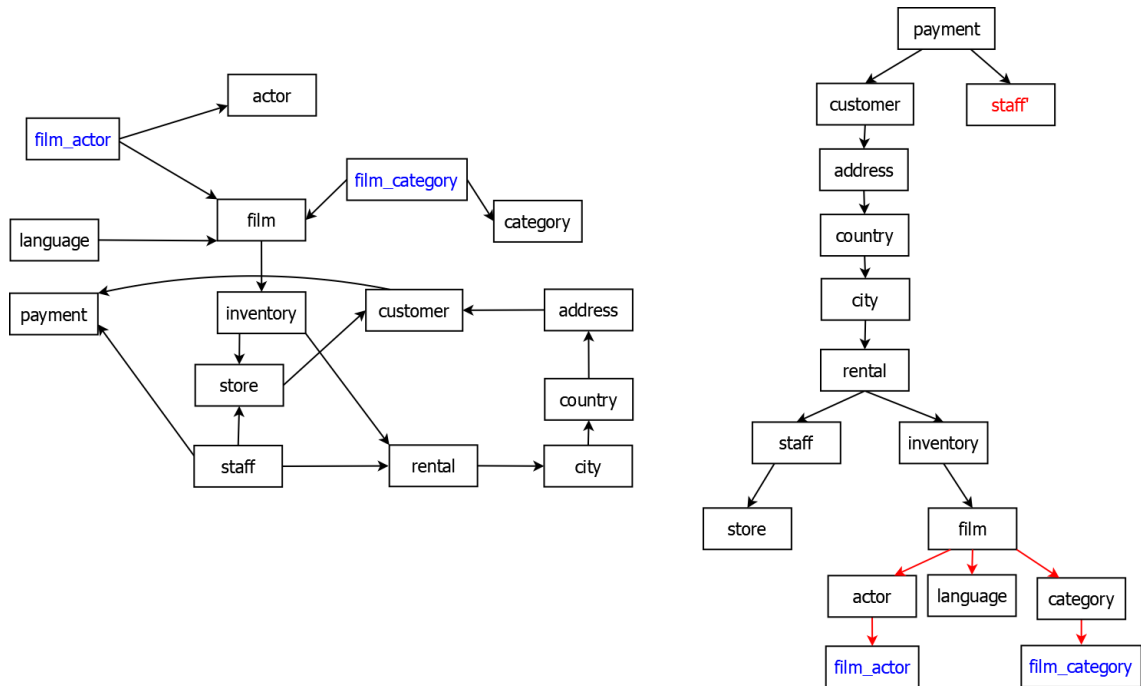 actor
film_actor
film_category
film
category
language
payment
inventory
customer
address
store
country
staff
rental
city
payment
customer
staff'
address
country
city
rental
staff
inventory
store
film
actor
language
category
film_actor
film_category